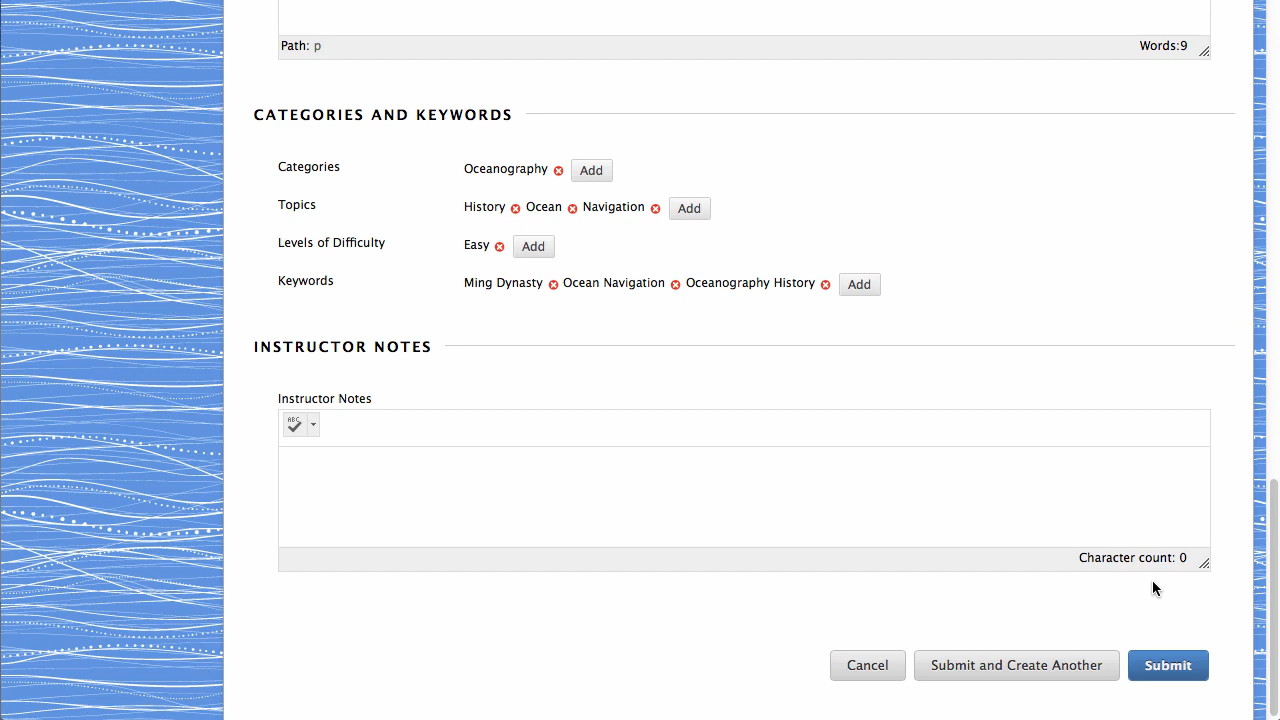 Path: p Words:9
CATEGORIES AND KEYWORDS
Categories Oceanography Add
Topics History Ocean Navigation Add
Levels of Difficulty Easy Add
Keywords Ming Dynasty Ocean Navigation Oceanography History Add
INSTRUCTOR NOTES
Instructor Notes
ABC
Character count: 0
Cancel Submit and Create Another Submit